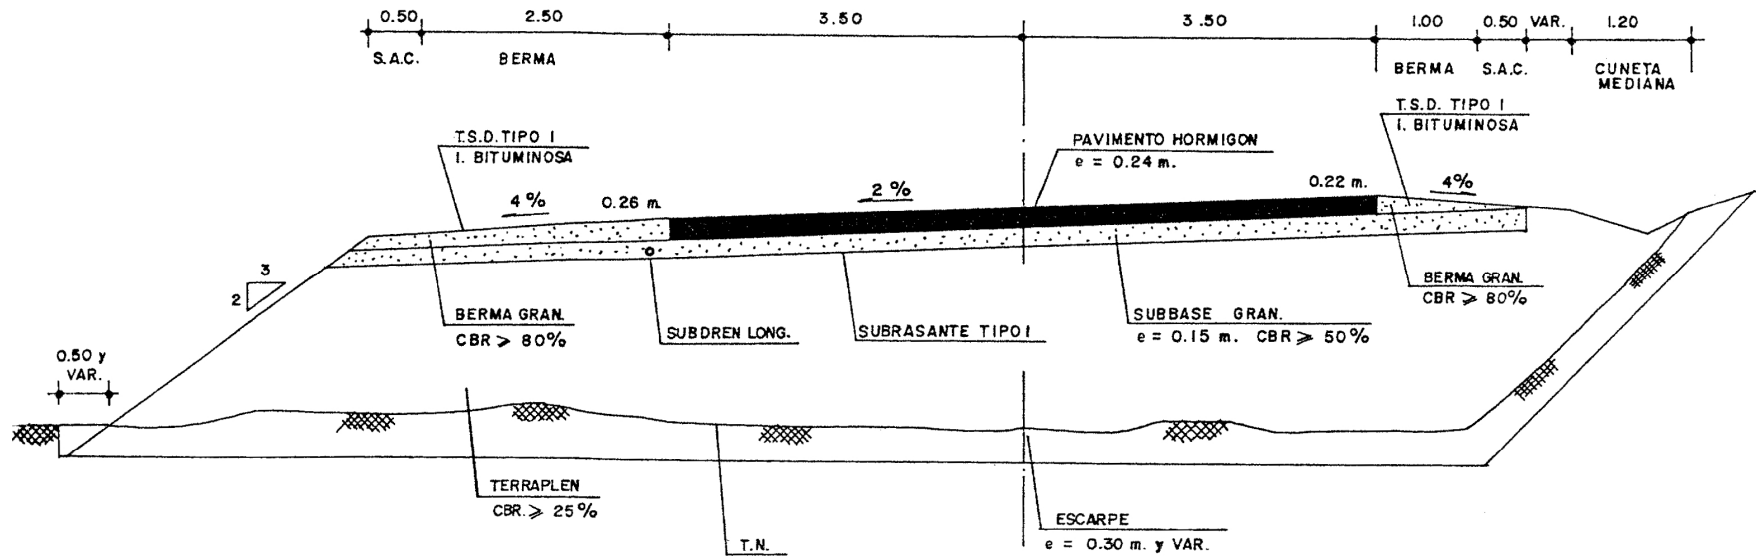 0.50 2.50 3.50 3.50 1.00 0.50 VAR. 1.20
S.A.C. BERMA BERMA S.A.C. CUNETA
MEDIANA
T.S.D. TIPO I
I. BITUMINOSA
PAVIMENTO HORMIGON
e = 0.24 m.
T.S.D. TIPO I
I. BITUMINOSA
4%
0.26 m.
2%
0.22 m.
4%
3
2
BERMA GRAN.
CBR ⩾ 80%
SUBDREN LONG.
SUBRASANTE TIPO I
SUBBASE GRAN.
e = 0.15 m. CBR ⩾ 50%
BERMA GRAN.
CBR ⩾ 80%
0.50 y
VAR.
TERRAPLEN
CBR. ⩾ 25%
T.N.
ESCARPE
e = 0.30 m. y VAR.